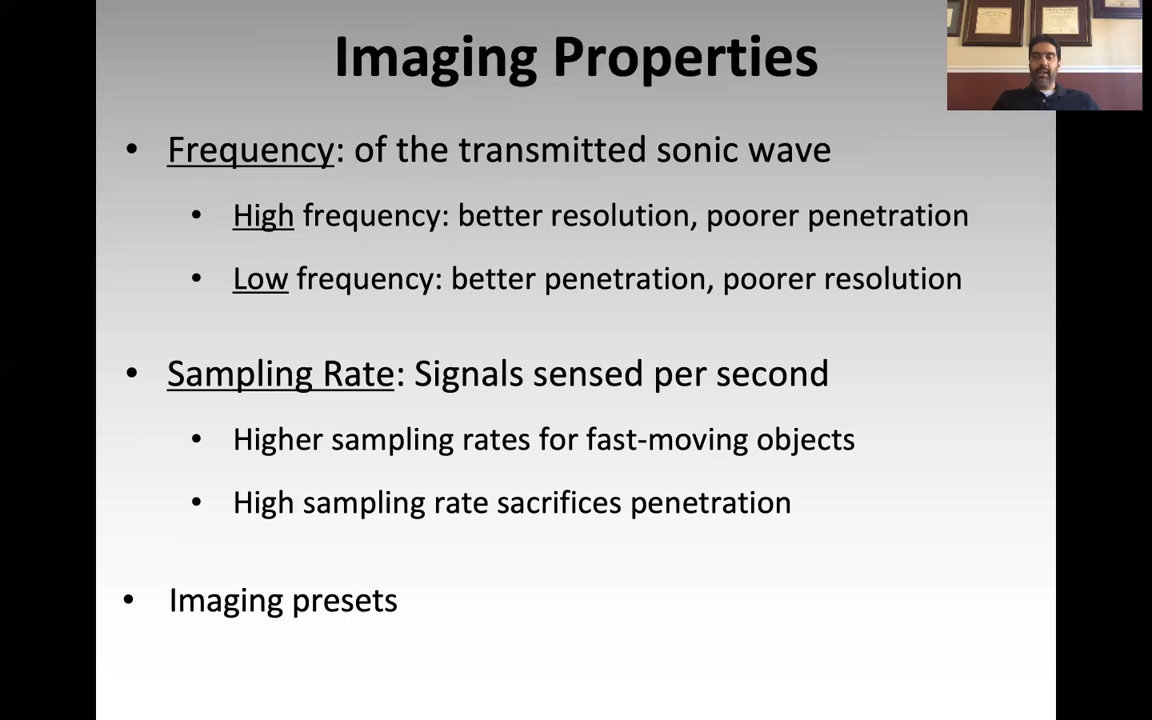 Imaging Properties
• Frequency: of the transmitted sonic wave
• High frequency: better resolution, poorer penetration
• Low frequency: better penetration, poorer resolution
• Sampling Rate: Signals sensed per second
• Higher sampling rates for fast-moving objects
• High sampling rate sacrifices penetration
• Imaging presets